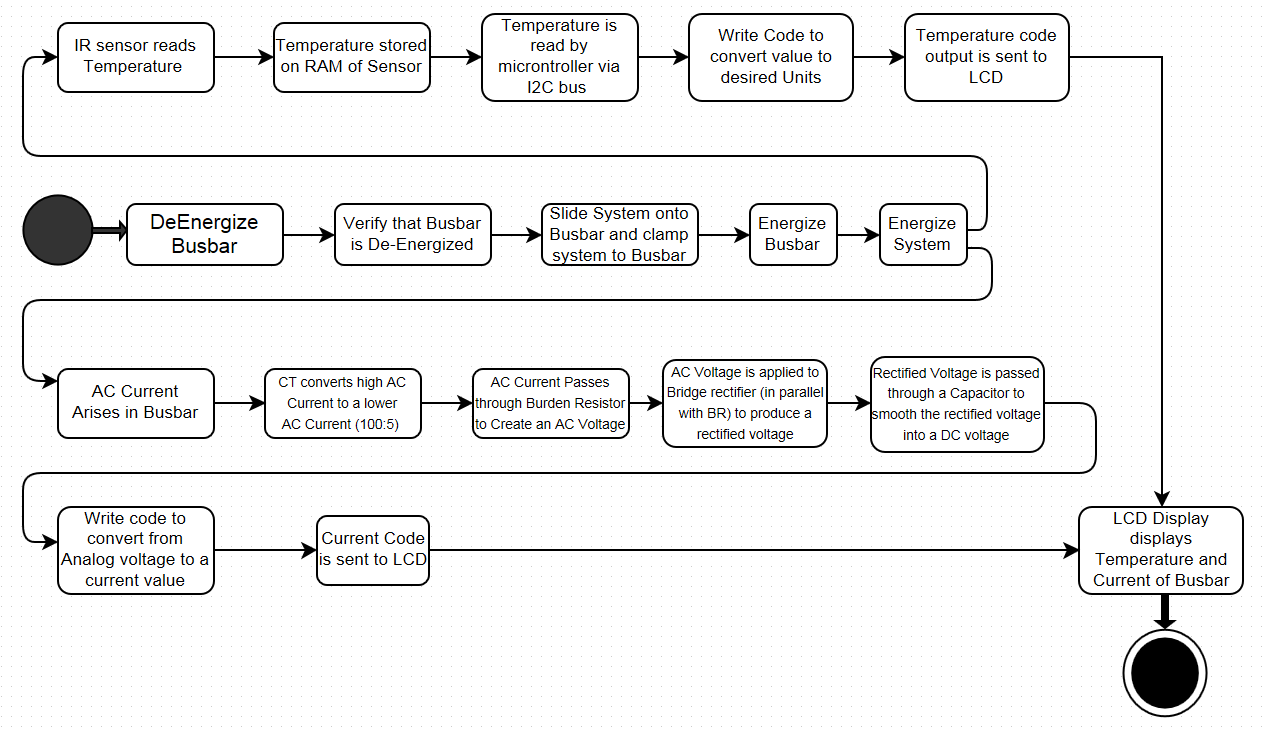 IR sensor reads
Temperature
Temperature stored
on RAM of Sensor
Temperature is
read by
microntroller via
I2C bus
Write Code to
convert value to
desired Units
Temperature code
output is sent to
LCD
DeEnergize
Busbar
Verify that Busbar
is De-Energized
Slide System onto
Busbar and clamp
system to Busbar
Energize
Busbar
Energize
System
AC Current
Arises in Busbar
CT converts high AC
Current to a lower
AC Current (100:5)
AC Current Passes
through Burden Resistor
to Create an AC Voltage
AC Voltage is applied to
Bridge rectifier (in parallel
with BR) to produce a
rectified voltage
Rectified Voltage is passed
through a Capacitor to
smooth the rectified voltage
into a DC voltage
Write code to
convert from
Analog voltage to a
current value
Current Code
is sent to LCD
LCD Display
displays
Temperature and
Current of Busbar